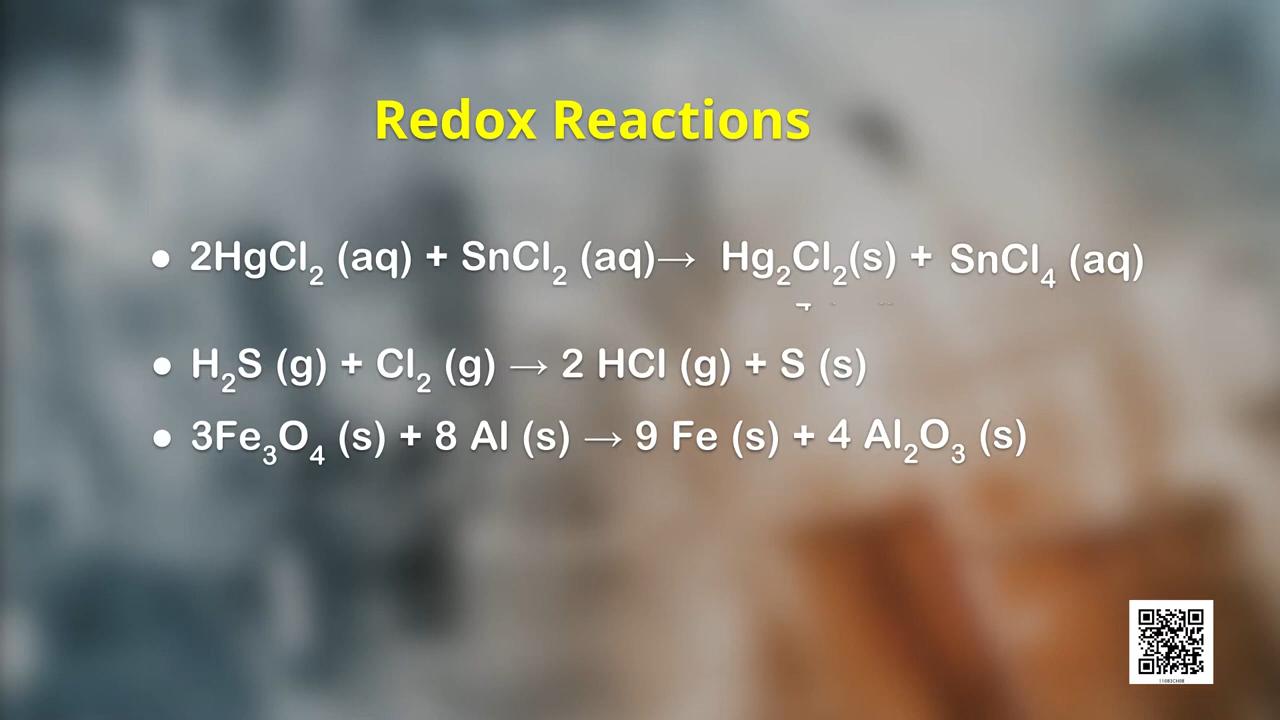 Redox Reactions
● 2HgCl₂ (aq) + SnCl₂ (aq)→ Hg₂Cl₂(s) + SnCl₄ (aq)
● H₂S (g) + Cl₂ (g) → 2 HCl (g) + S (s)
● 3Fe₃O₄ (s) + 8 Al (s) → 9 Fe (s) + 4 Al₂O₃ (s)